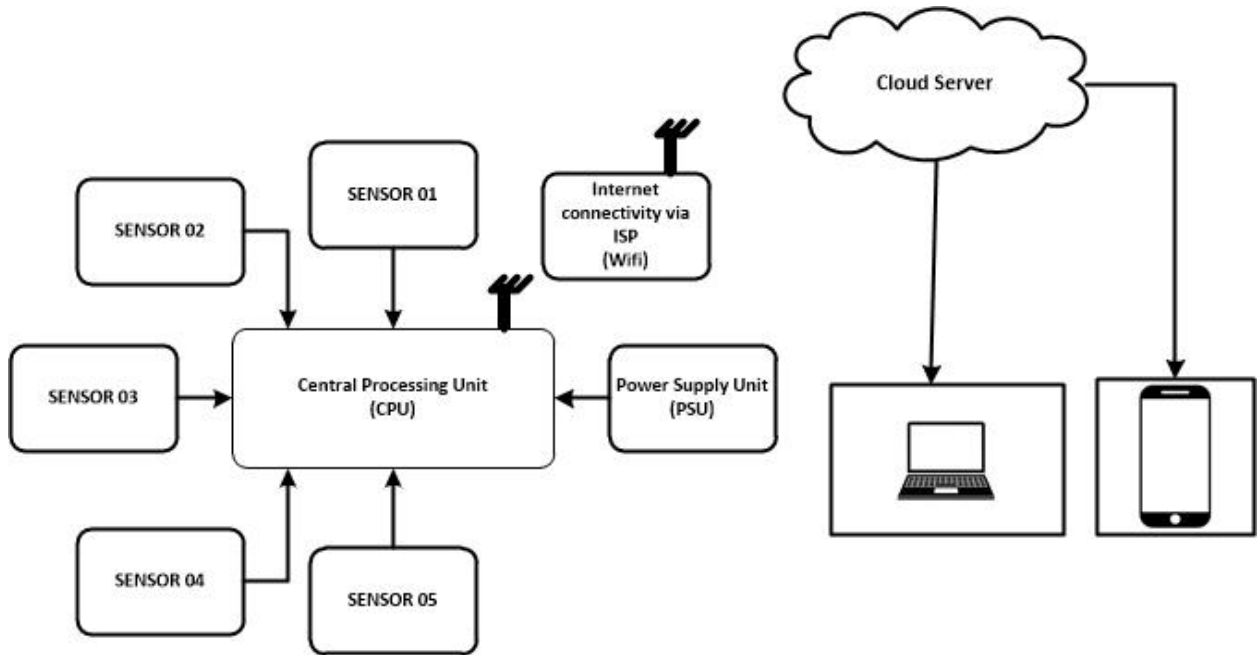 Cloud Server
SENSOR 01
SENSOR 02
Internet
connectivity via
ISP
(Wifi)
SENSOR 03
Central Processing Unit
(CPU)
Power Supply Unit
(PSU)
SENSOR 04
SENSOR 05